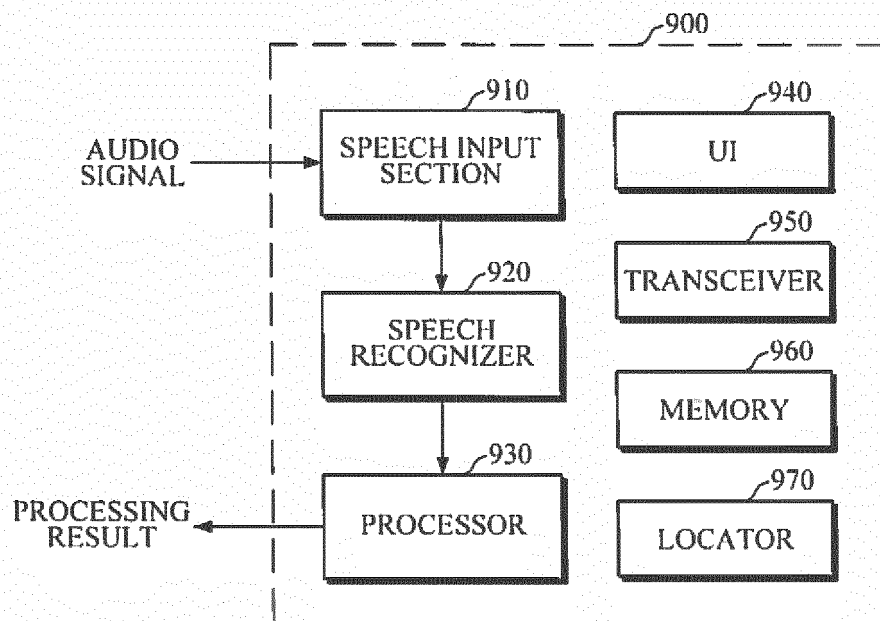 900
910
940
AUDIO
SIGNAL
SPEECH INPUT
SECTION
UI
920
950
SPEECH
RECOGNIZER
TRANSCEIVER
960
MEMORY
930
970
PROCESSING
RESULT
PROCESSOR
LOCATOR